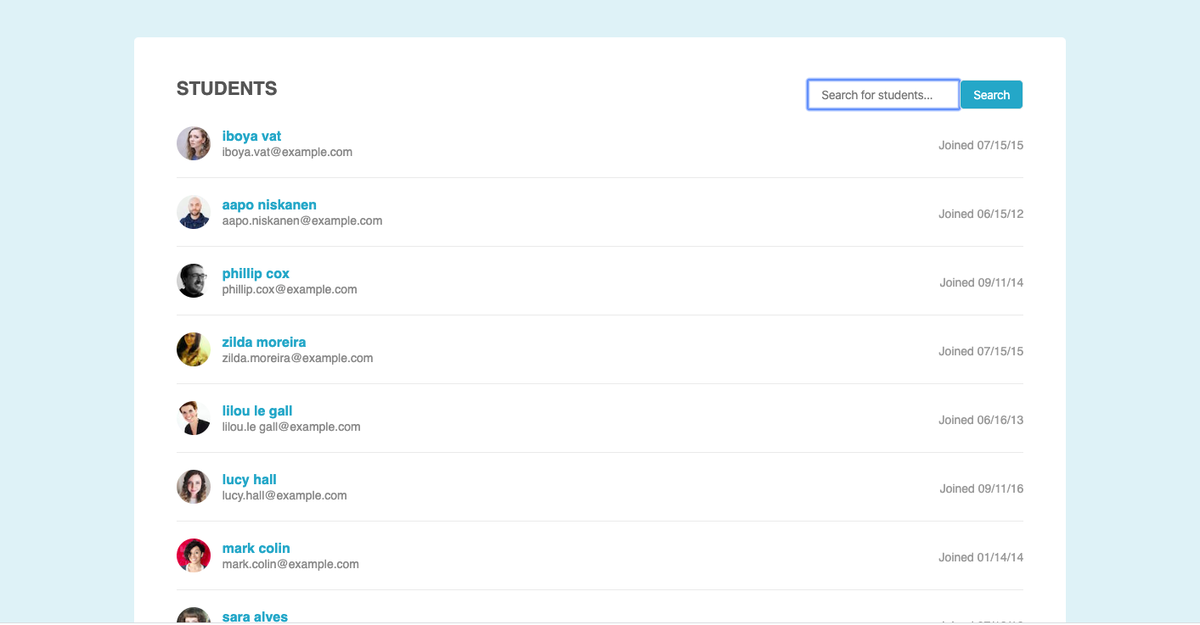 STUDENTS
Search for students... Search
iboya vat
iboya.vat@example.com
Joined 07/15/15
aapo niskanen
aapo.niskanen@example.com
Joined 06/15/12
phillip cox
phillip.cox@example.com
Joined 09/11/14
zilda moreira
zilda.moreira@example.com
Joined 07/15/15
lilou le gall
lilou.le gall@example.com
Joined 06/16/13
lucy hall
lucy.hall@example.com
Joined 09/11/16
mark colin
mark.colin@example.com
Joined 01/14/14
sara alves